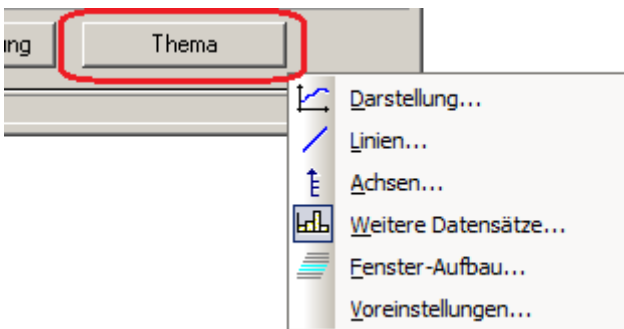 ung
Thema
Darstellung...
Linien...
Achsen...
Weitere Datensätze...
Fenster-Aufbau...
Voreinstellungen...